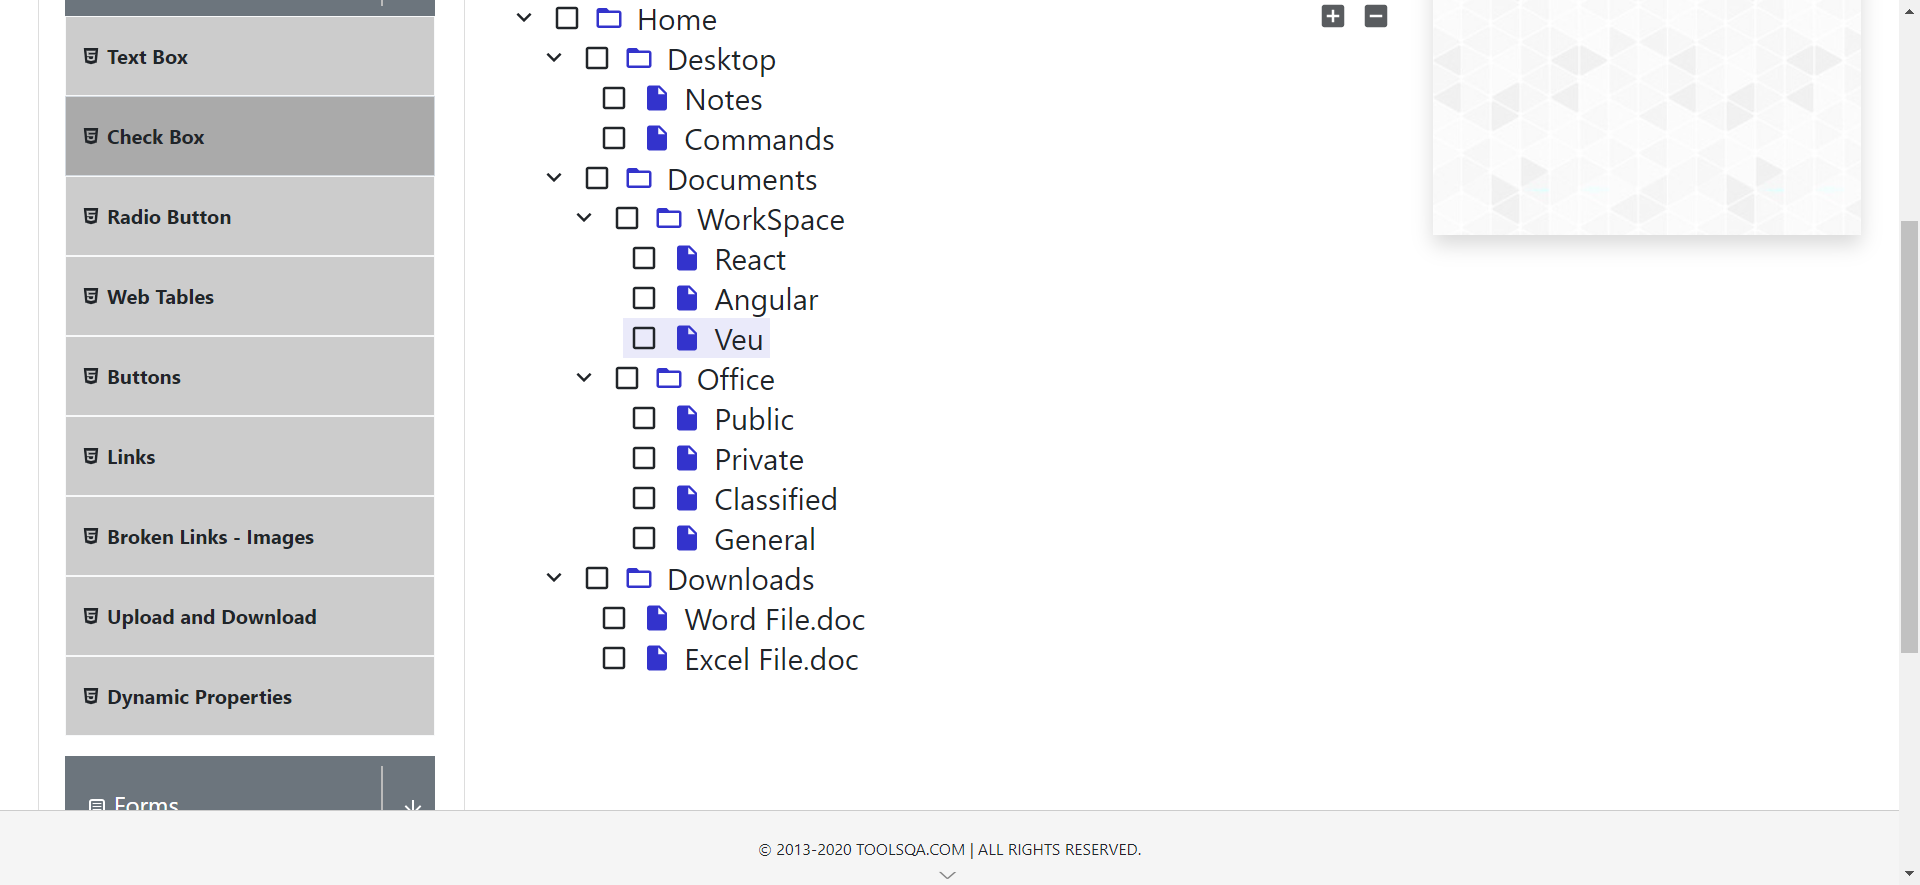 Text Box
Check Box
Radio Button
Web Tables
Buttons
Links
Broken Links - Images
Upload and Download
Dynamic Properties
Forms
Home
Desktop
Notes
Commands
Documents
WorkSpace
React
Angular
Veu
Office
Public
Private
Classified
General
Downloads
Word File.doc
Excel File.doc
© 2013-2020 TOOLSQA.COM | ALL RIGHTS RESERVED.